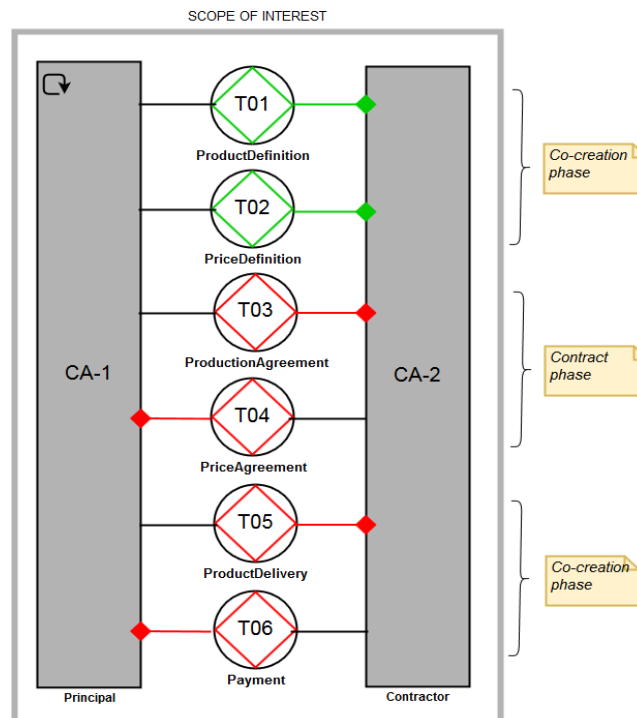 SCOPE OF INTEREST
T01
ProductDefinition
Co-creation
phase
T02
PriceDefinition
T03
ProductionAgreement
CA-1
CA-2
Contract
phase
T04
PriceAgreement
T05
ProductDelivery
Co-creation
phase
T06
Payment
Principal
Contractor